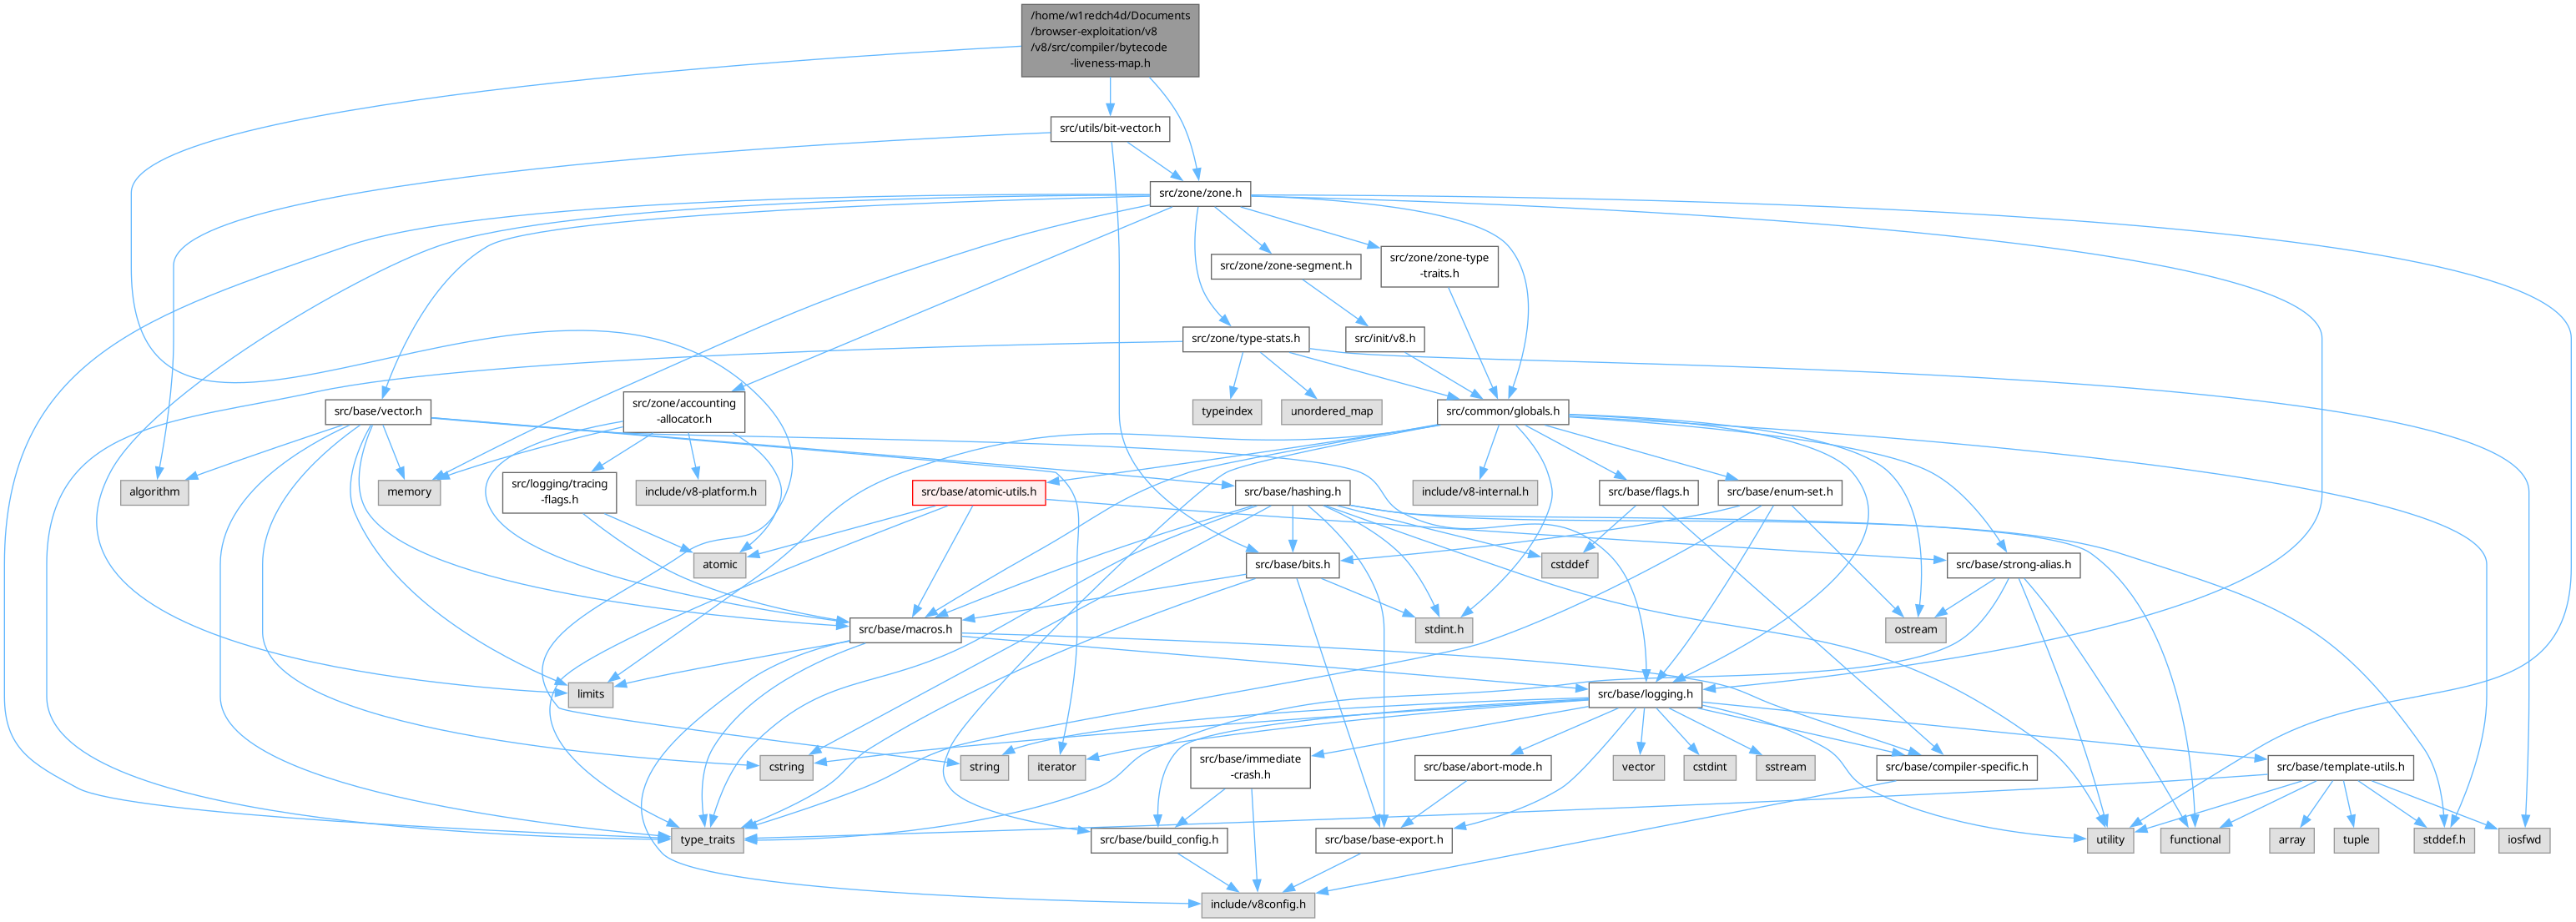 /home/w1redch4d/Documents
/browser-exploitation/v8
/v8/src/compiler/bytecode
-liveness-map.h
src/utils/bit-vector.h
src/zone/zone.h
src/zone/zone-segment.h
src/zone/zone-type
-traits.h
src/zone/type-stats.h
src/init/v8.h
src/base/vector.h
src/zone/accounting
-allocator.h
typeindex
unordered_map
src/common/globals.h
algorithm
memory
src/logging/tracing
-flags.h
include/v8-platform.h
src/base/atomic-utils.h
src/base/hashing.h
include/v8-internal.h
src/base/flags.h
src/base/enum-set.h
atomic
src/base/bits.h
cstddef
src/base/strong-alias.h
src/base/macros.h
stdint.h
ostream
limits
src/base/logging.h
cstring
string
iterator
src/base/immediate
-crash.h
src/base/abort-mode.h
vector
cstdint
sstream
src/base/compiler-specific.h
src/base/template-utils.h
type_traits
src/base/build_config.h
src/base/base-export.h
utility
functional
array
tuple
stddef.h
iosfwd
include/v8config.h